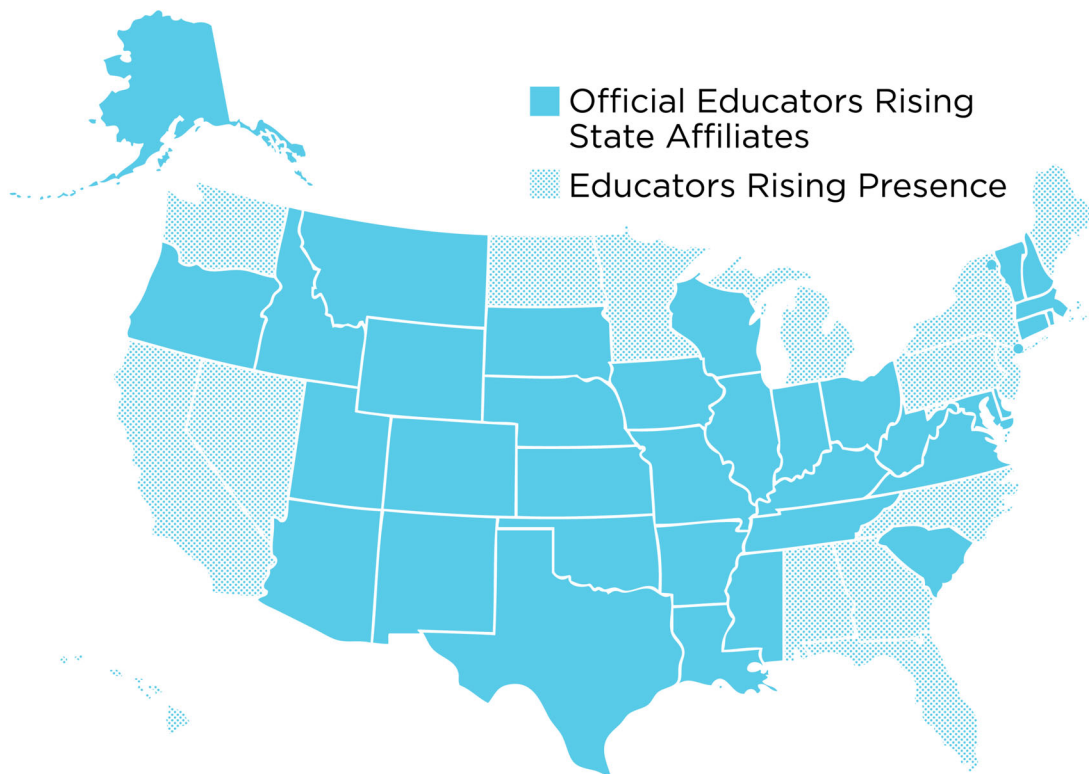 Official Educators Rising
State Affiliates
Educators Rising Presence